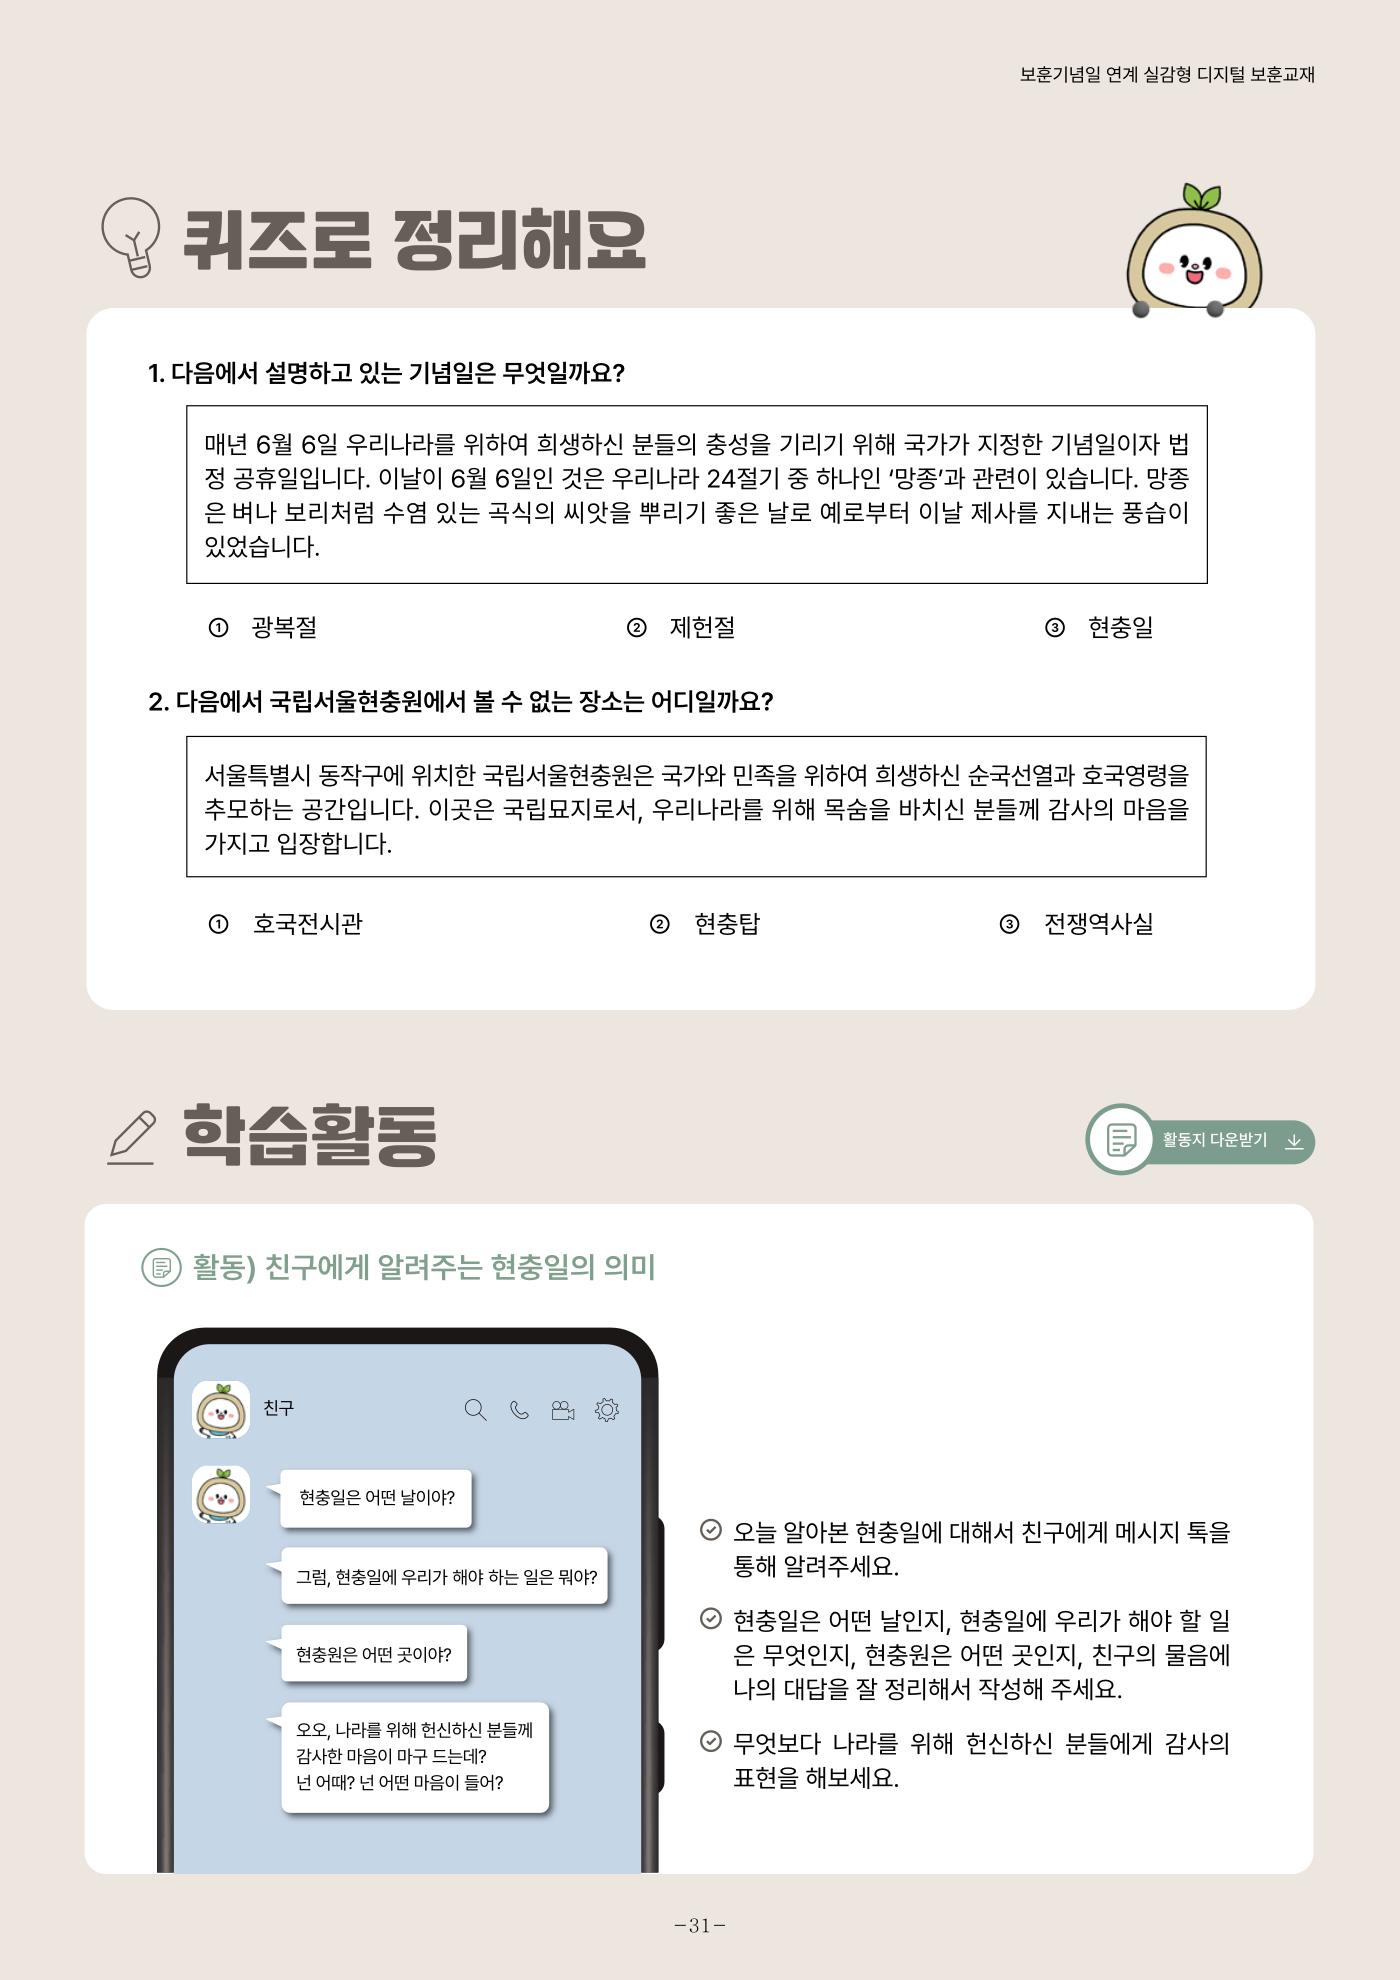 보훈기념일 연계 실감형 디지털 보훈교재
퀴즈로 정리해요
1. 다음에서 설명하고 있는 기념일은 무엇일까요?
매년 6월 6일 우리나라를 위하여 희생하신 분들의 충성을 기리기 위해 국가가 지정한 기념일이자 법
정 공휴일입니다. 이날이 6월 6일인 것은 우리나라 24절기 중 하나인 ‘망종’과 관련이 있습니다. 망종
은 벼나 보리처럼 수염 있는 곡식의 씨앗을 뿌리기 좋은 날로 예로부터 이날 제사를 지내는 풍습이
있었습니다.
① 광복절 ② 제헌절 ③ 현충일
2. 다음에서 국립서울현충원에서 볼 수 없는 장소는 어디일까요?
서울특별시 동작구에 위치한 국립서울현충원은 국가와 민족을 위하여 희생하신 순국선열과 호국영령을
추모하는 공간입니다. 이곳은 국립묘지로서, 우리나라를 위해 목숨을 바치신 분들께 감사의 마음을
가지고 입장합니다.
① 호국전시관 ② 현충탑 ③ 전쟁역사실
학습활동
활동지 다운받기
활동) 친구에게 알려주는 현충일의 의미
친구
현충일은 어떤 날이야?
그럼, 현충일에 우리가 해야 하는 일은 뭐야?
현충원은 어떤 곳이야?
오오, 나라를 위해 헌신하신 분들께
감사한 마음이 마구 드는데?
넌 어때? 넌 어떤 마음이 들어?
오늘 알아본 현충일에 대해서 친구에게 메시지 톡을
통해 알려주세요.
현충일은 어떤 날인지, 현충일에 우리가 해야 할 일
은 무엇인지, 현충원은 어떤 곳인지, 친구의 물음에
나의 대답을 잘 정리해서 작성해 주세요.
무엇보다 나라를 위해 헌신하신 분들에게 감사의
표현을 해보세요.
-31-